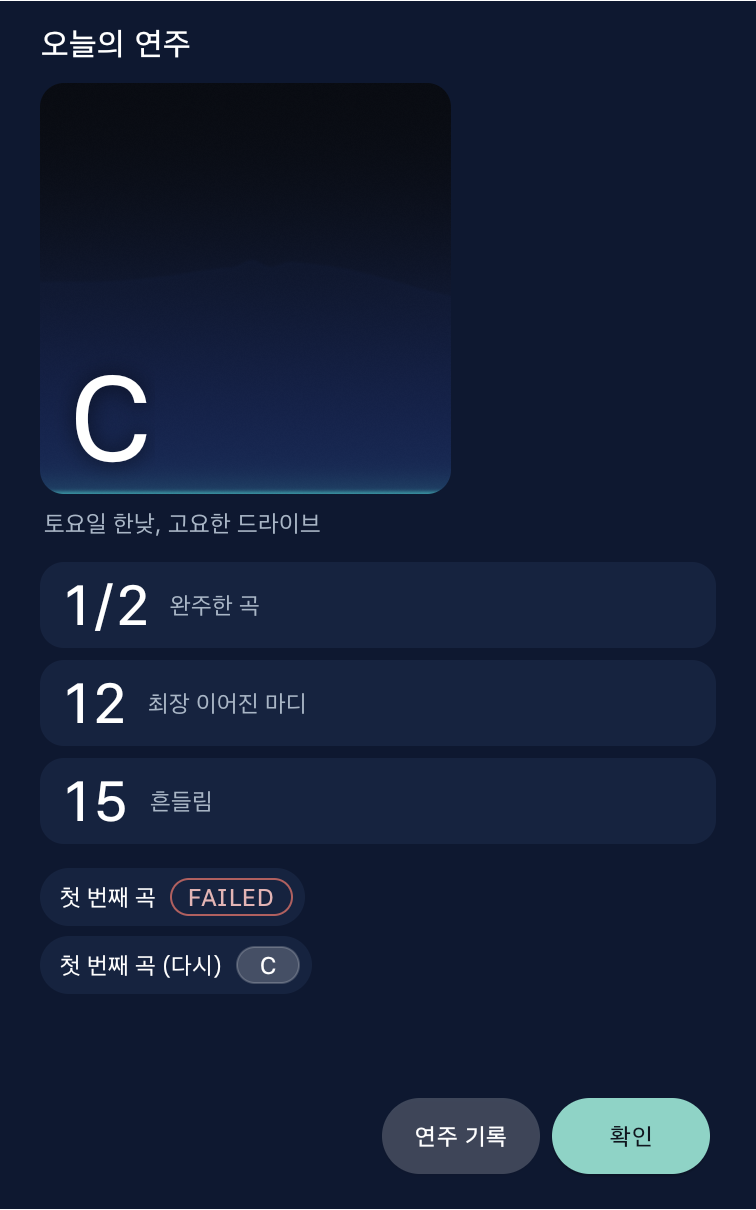 오늘의 연주
C
토요일 한낮, 고요한 드라이브
1/2 완주한 곡
12 최장 이어진 마디
15 흔들림
첫 번째 곡 FAILED
첫 번째 곡 (다시) C
연주 기록 확인